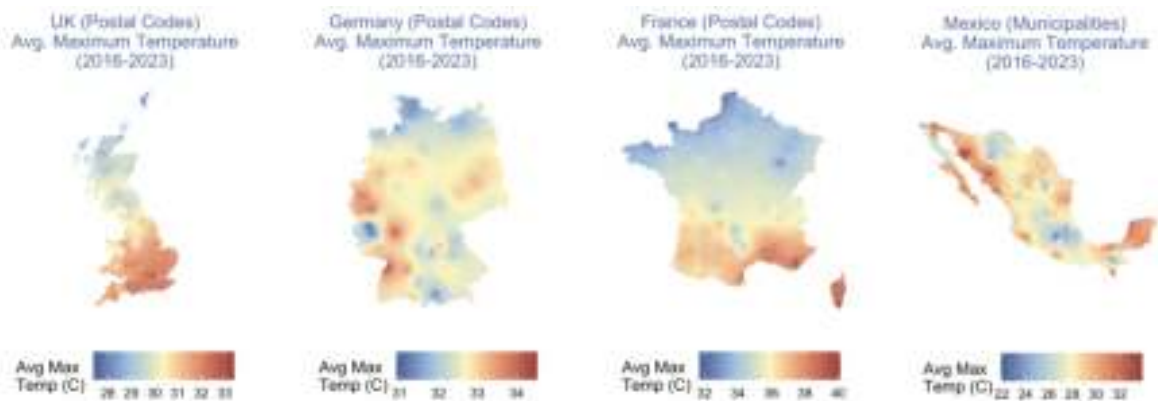 UK (Postal Codes)
Avg. Maximum Temperature
(2016-2023)
Germany (Postal Codes)
Avg. Maximum Temperature
(2016-2023)
France (Postal Codes)
Avg. Maximum Temperature
(2016-2023)
Mexico (Municipalities)
Avg. Maximum Temperature
(2016-2023)
Avg Max
Temp (C)
28 29 30 31 32 33
Avg Max
Temp (C)
31 32 33 34
Avg Max
Temp (C)
32 34 36 38 40
Avg Max
Temp (C)
22 24 26 28 30 32